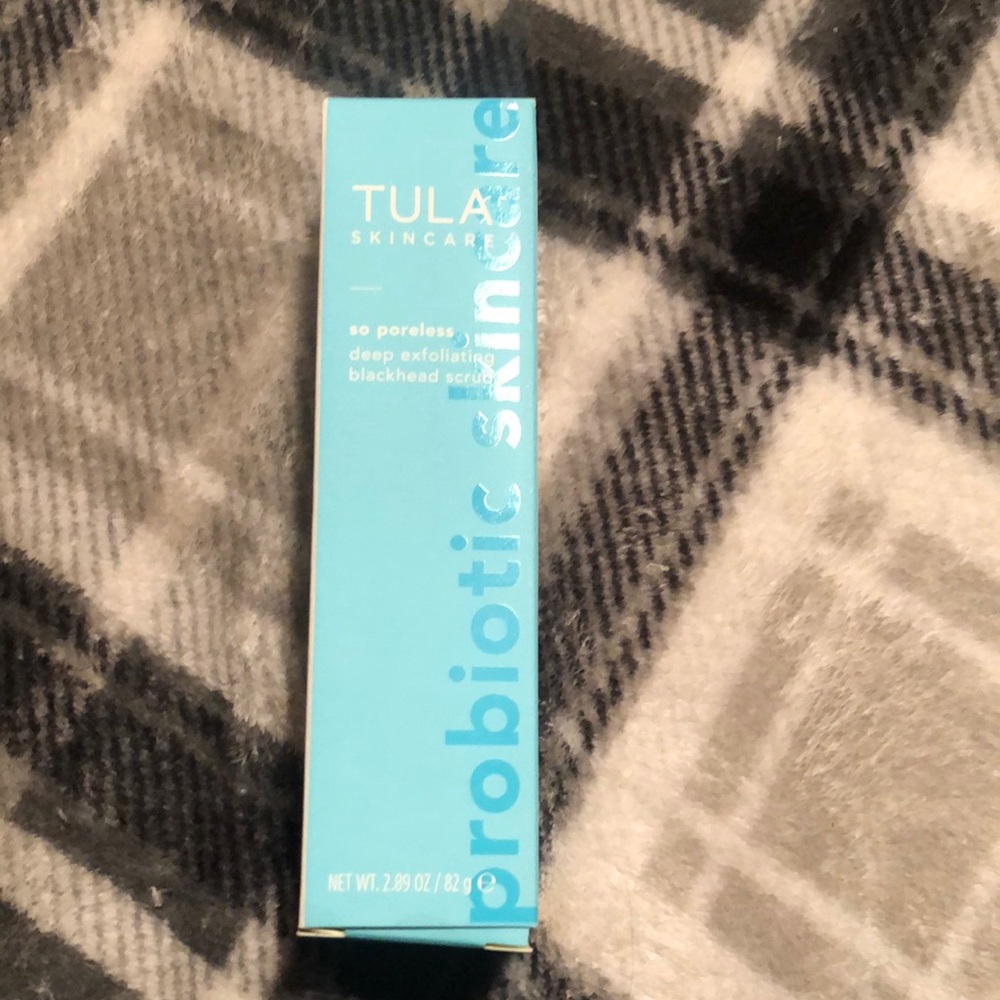 TULA
SKINCARE
so poreless
deep exfoliating
blackhead scrub
probiotic skincare
NET WT. 2.89 OZ / 82 g ℮